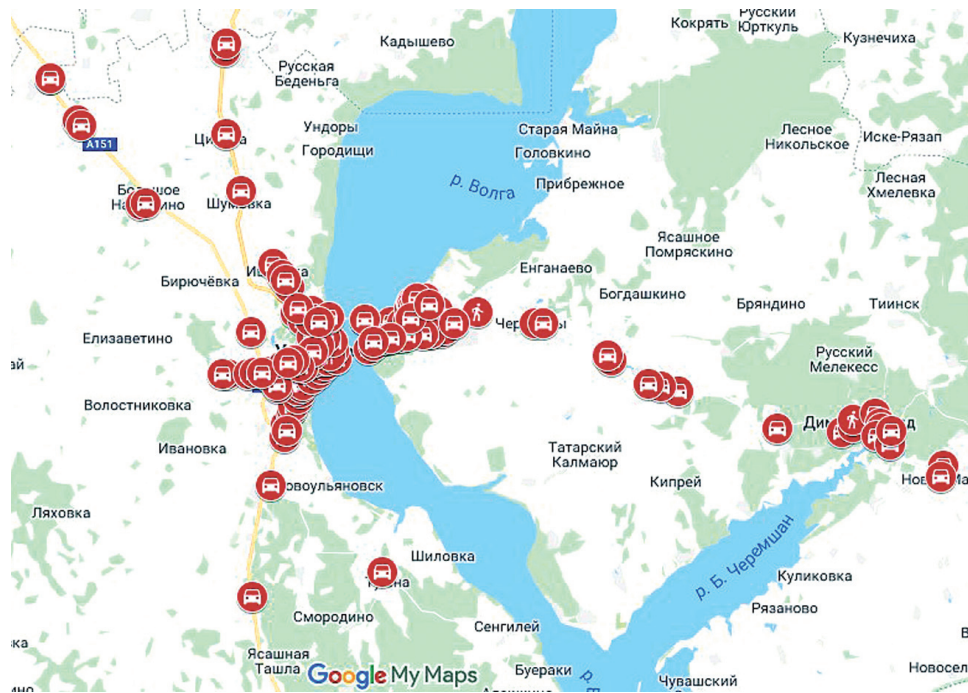 Русский
Юрткуль
Кокрять
Кузнечиха
Кадышево
Русская
Беденьга
Ундоры
Старая Майна
Лесное
Никольское
Иске-Рязап
A151
Городищи
Головкино
р. Волга
Прибрежное
Лесная
Хмелевка
Ясашное
Помряскино
Енганаево
Бирючёвка
Богдашкино
Бряндино
Тиинск
Елизаветино
Русский
Мелекесс
Волостниковка
Ивановка
Татарский
Калмаюр
Кипрей
Ляховка
Шиловка
р. Б. Черемшан
Куликовка
Рязаново
Смородино
Сенгилей
Ясашная
Ташла
Google My Maps
Буераки
Чувашский